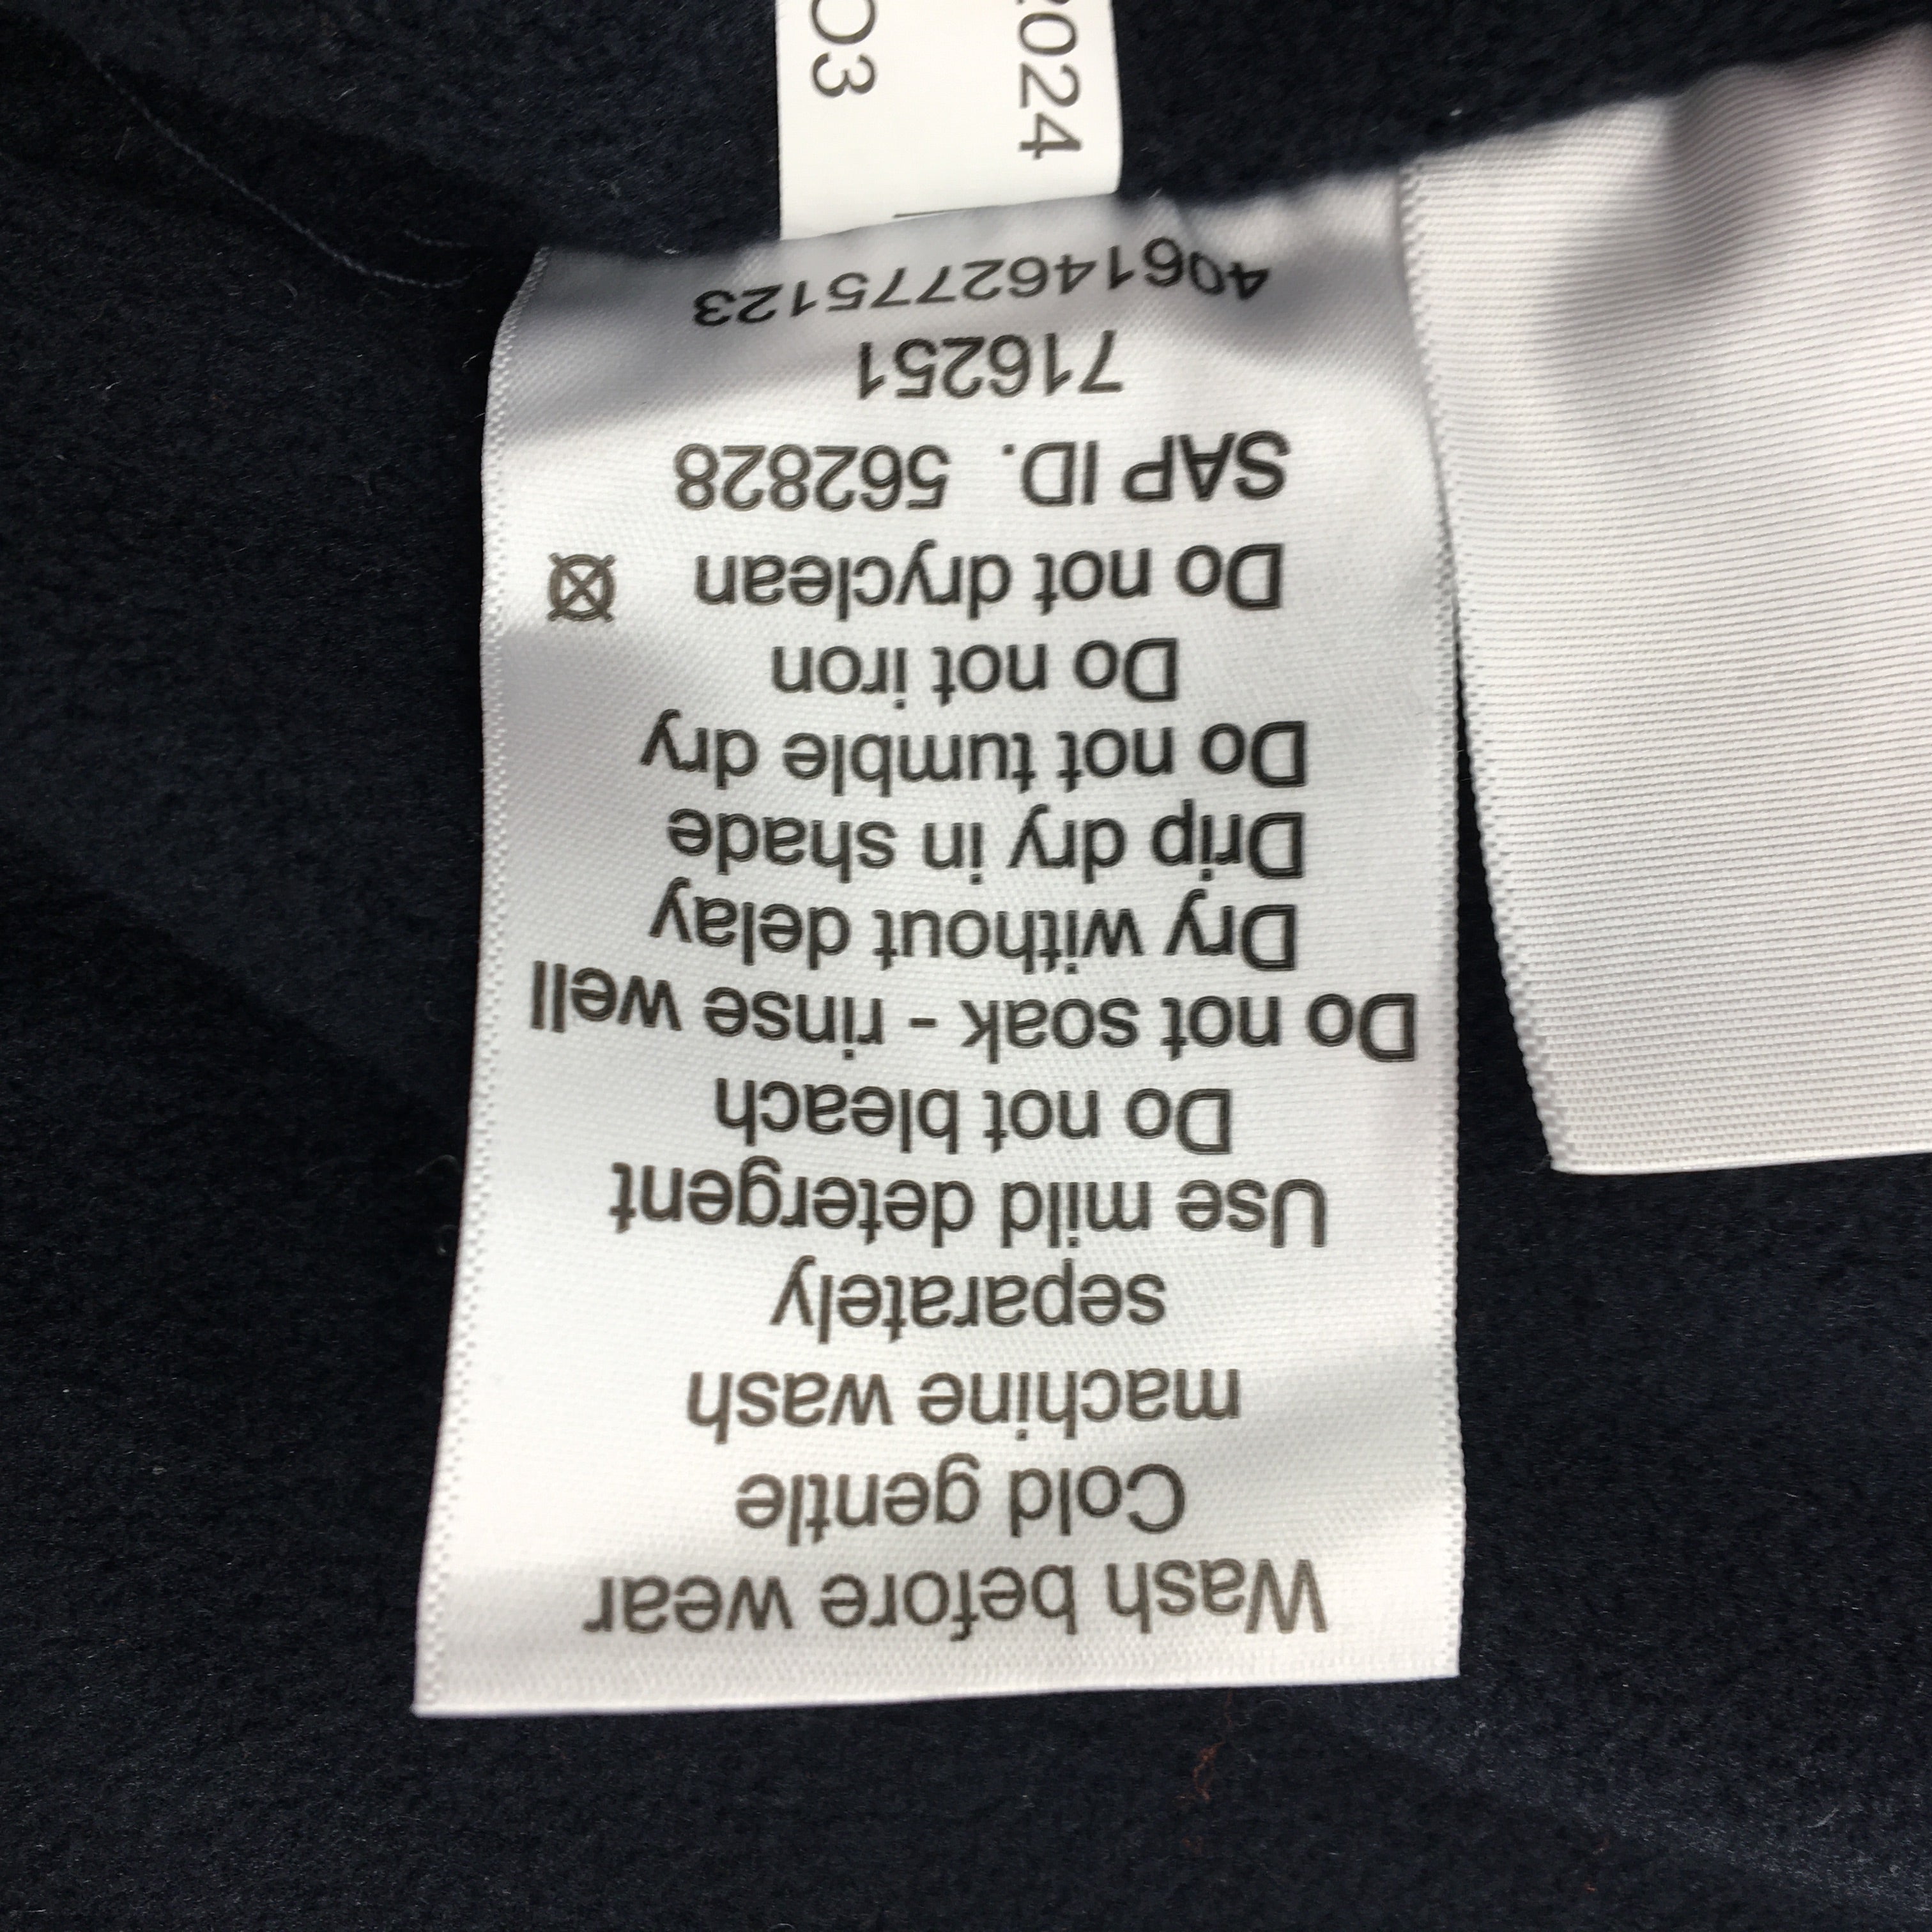 Wash before wear
Cold gentle
machine wash
separately
Use mild detergent
Do not bleach
Do not soak - rinse well
Dry without delay
Drip dry in shade
Do not tumble dry
Do not iron
Do not dryclean
SAP ID. 562828
716251
4061462775123
2024
O3